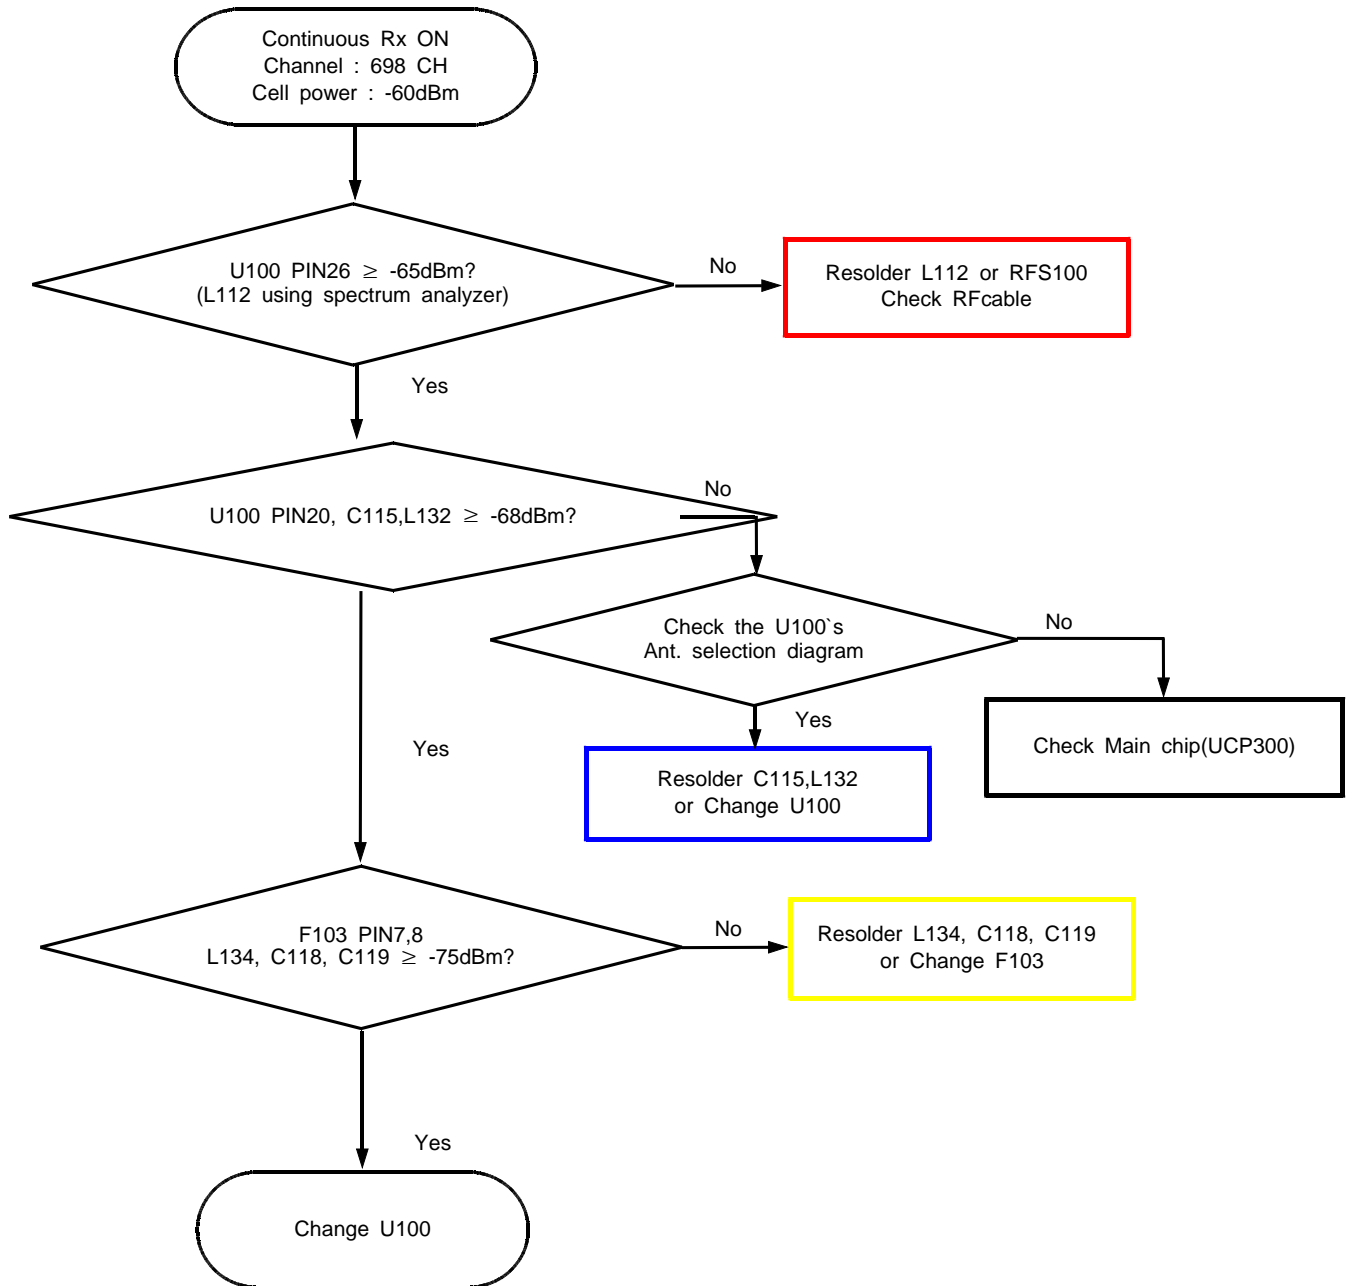 Continuous Rx ON
Channel : 698 CH
Cell power : -60dBm
U100 PIN26 ≥ -65dBm?
(L112 using spectrum analyzer)
No
Resolder L112 or RFS100
Check RFcable
Yes
No
U100 PIN20, C115,L132 ≥ -68dBm?
Check the U100`s
Ant. selection diagram
No
Yes
Yes
Check Main chip(UCP300)
Resolder C115,L132
or Change U100
F103 PIN7,8
L134, C118, C119 ≥ -75dBm?
No
Resolder L134, C118, C119
or Change F103
Yes
Change U100